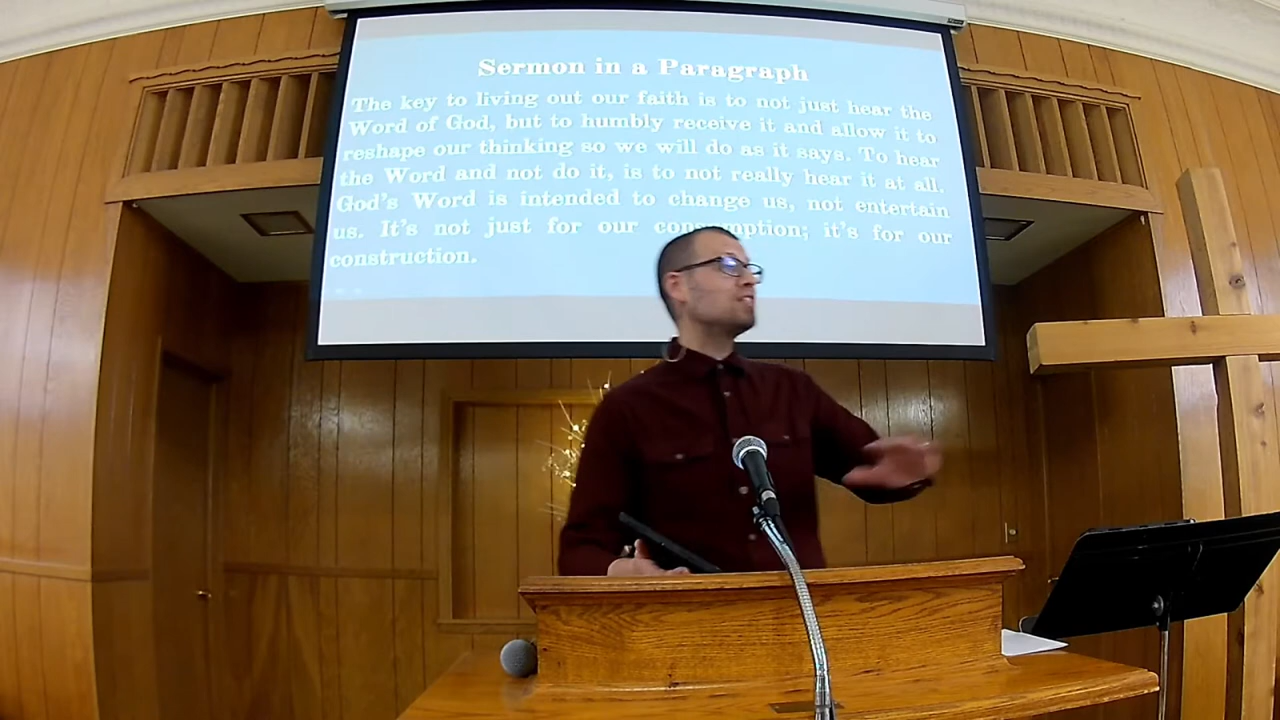 Sermon in a Paragraph
The key to living out our faith is to not just hear the
Word of God, but to humbly receive it and allow it to
reshape our thinking so we will do as it says. To hear
the Word and not do it, is to not really hear it at all.
God's Word is intended to change us, not entertain
us. It's not just for our consumption; it's for our
construction.